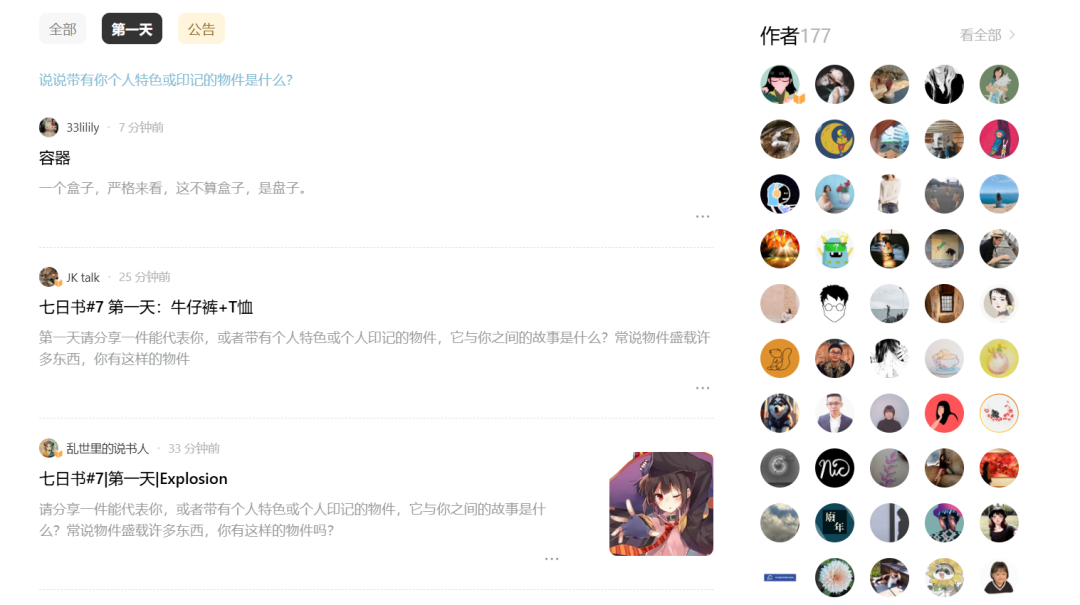 全部 第一天 公告
作者177 看全部
说说带有你个人特色或印记的物件是什么?
33lilily · 7 分钟前
容器
一个盒子，严格来看，这不算盒子，是盘子。
JK talk · 25 分钟前
七日书#7 第一天：牛仔裤+T恤
第一天请分享一件能代表你，或者带有个人特色或个人印记的物件，它与你之间的故事是什么？常说物件盛载许
多东西，你有这样的物件
乱世里的说书人 · 33 分钟前
七日书#7|第一天|Explosion
请分享一件能代表你，或者带有个人特色或个人印记的物件，它与你之间的故事是什
么？常说物件盛载许多东西，你有这样的物件吗？
Nic